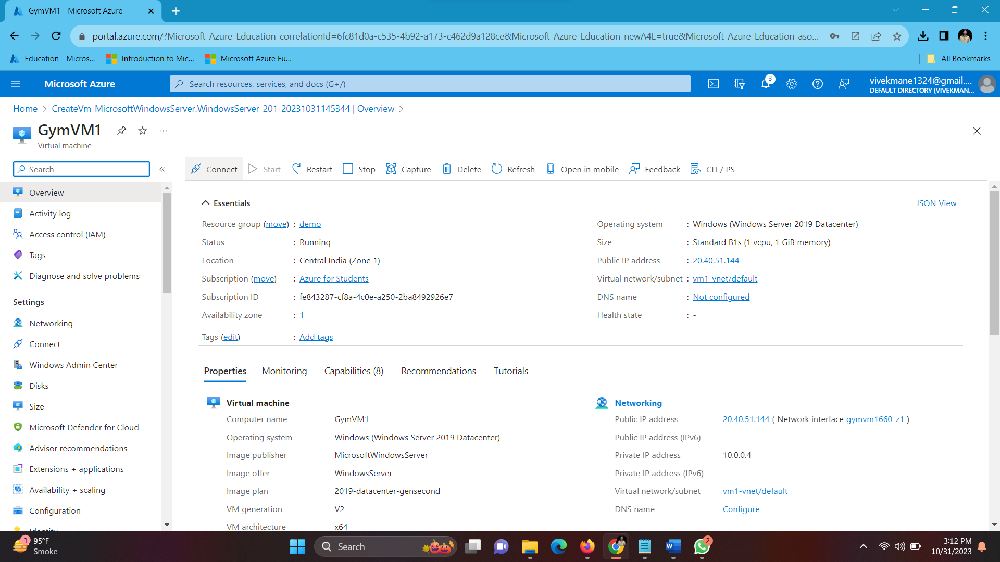 GymVM1 - Microsoft Azure
portal.azure.com/?Microsoft_Azure_Education_correlationId=6fc81d0a-c535-4b92-a173-c462d9a128ce&Microsoft_Azure_Education_newA4E=true&Microsoft_Azure_Education_aso...
Education - Micros...
Introduction to Mic...
Microsoft Azure Fu...
All Bookmarks
Microsoft Azure
Search resources, services, and docs (G+/)
3
vivekmane1324@gmail....
DEFAULT DIRECTORY (VIVEKMAN...
Home > CreateVm-MicrosoftWindowsServer.WindowsServer-201-20231031145344 | Overview >
GymVM1
Virtual machine
Search
Connect
Start
Restart
Stop
Capture
Delete
Refresh
Open in mobile
Feedback
CLI / PS
Overview
Activity log
Access control (IAM)
Tags
Diagnose and solve problems
Settings
Networking
Connect
Windows Admin Center
Disks
Size
Microsoft Defender for Cloud
Advisor recommendations
Extensions + applications
Availability + scaling
Configuration
Identity
Essentials
JSON View
Resource group (move) : demo
Status : Running
Location : Central India (Zone 1)
Subscription (move) : Azure for Students
Subscription ID : fe843287-cf8a-4c0e-a250-2ba8492926e7
Availability zone : 1
Tags (edit) : Add tags
Operating system : Windows (Windows Server 2019 Datacenter)
Size : Standard B1s (1 vcpu, 1 GiB memory)
Public IP address : 20.40.51.144
Virtual network/subnet : vm1-vnet/default
DNS name : Not configured
Health state : -
Properties
Monitoring
Capabilities (8)
Recommendations
Tutorials
Virtual machine
Computer name GymVM1
Operating system Windows (Windows Server 2019 Datacenter)
Image publisher MicrosoftWindowsServer
Image offer WindowsServer
Image plan 2019-datacenter-gensecond
VM generation V2
VM architecture x64
Networking
Public IP address 20.40.51.144 ( Network interface gymvm1660_z1 )
Public IP address (IPv6) -
Private IP address 10.0.0.4
Private IP address (IPv6) -
Virtual network/subnet vm1-vnet/default
DNS name Configure
1
95°F
Smoke
Search
2
3:12 PM
10/31/2023